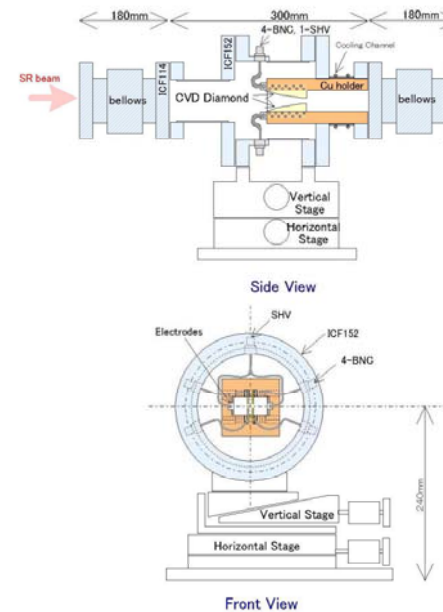 180mm
300mm
180mm
4-BNC, 1-SHV
Cooling Channel
SR beam
bellows
ICF114
ICF152
CVD Diamond
Cu holder
bellows
Vertical
Stage
Horizontal
Stage
Side View
SHV
Electrodes
ICF152
4-BNC
240mm
Vertical Stage
Horizontal Stage
Front View